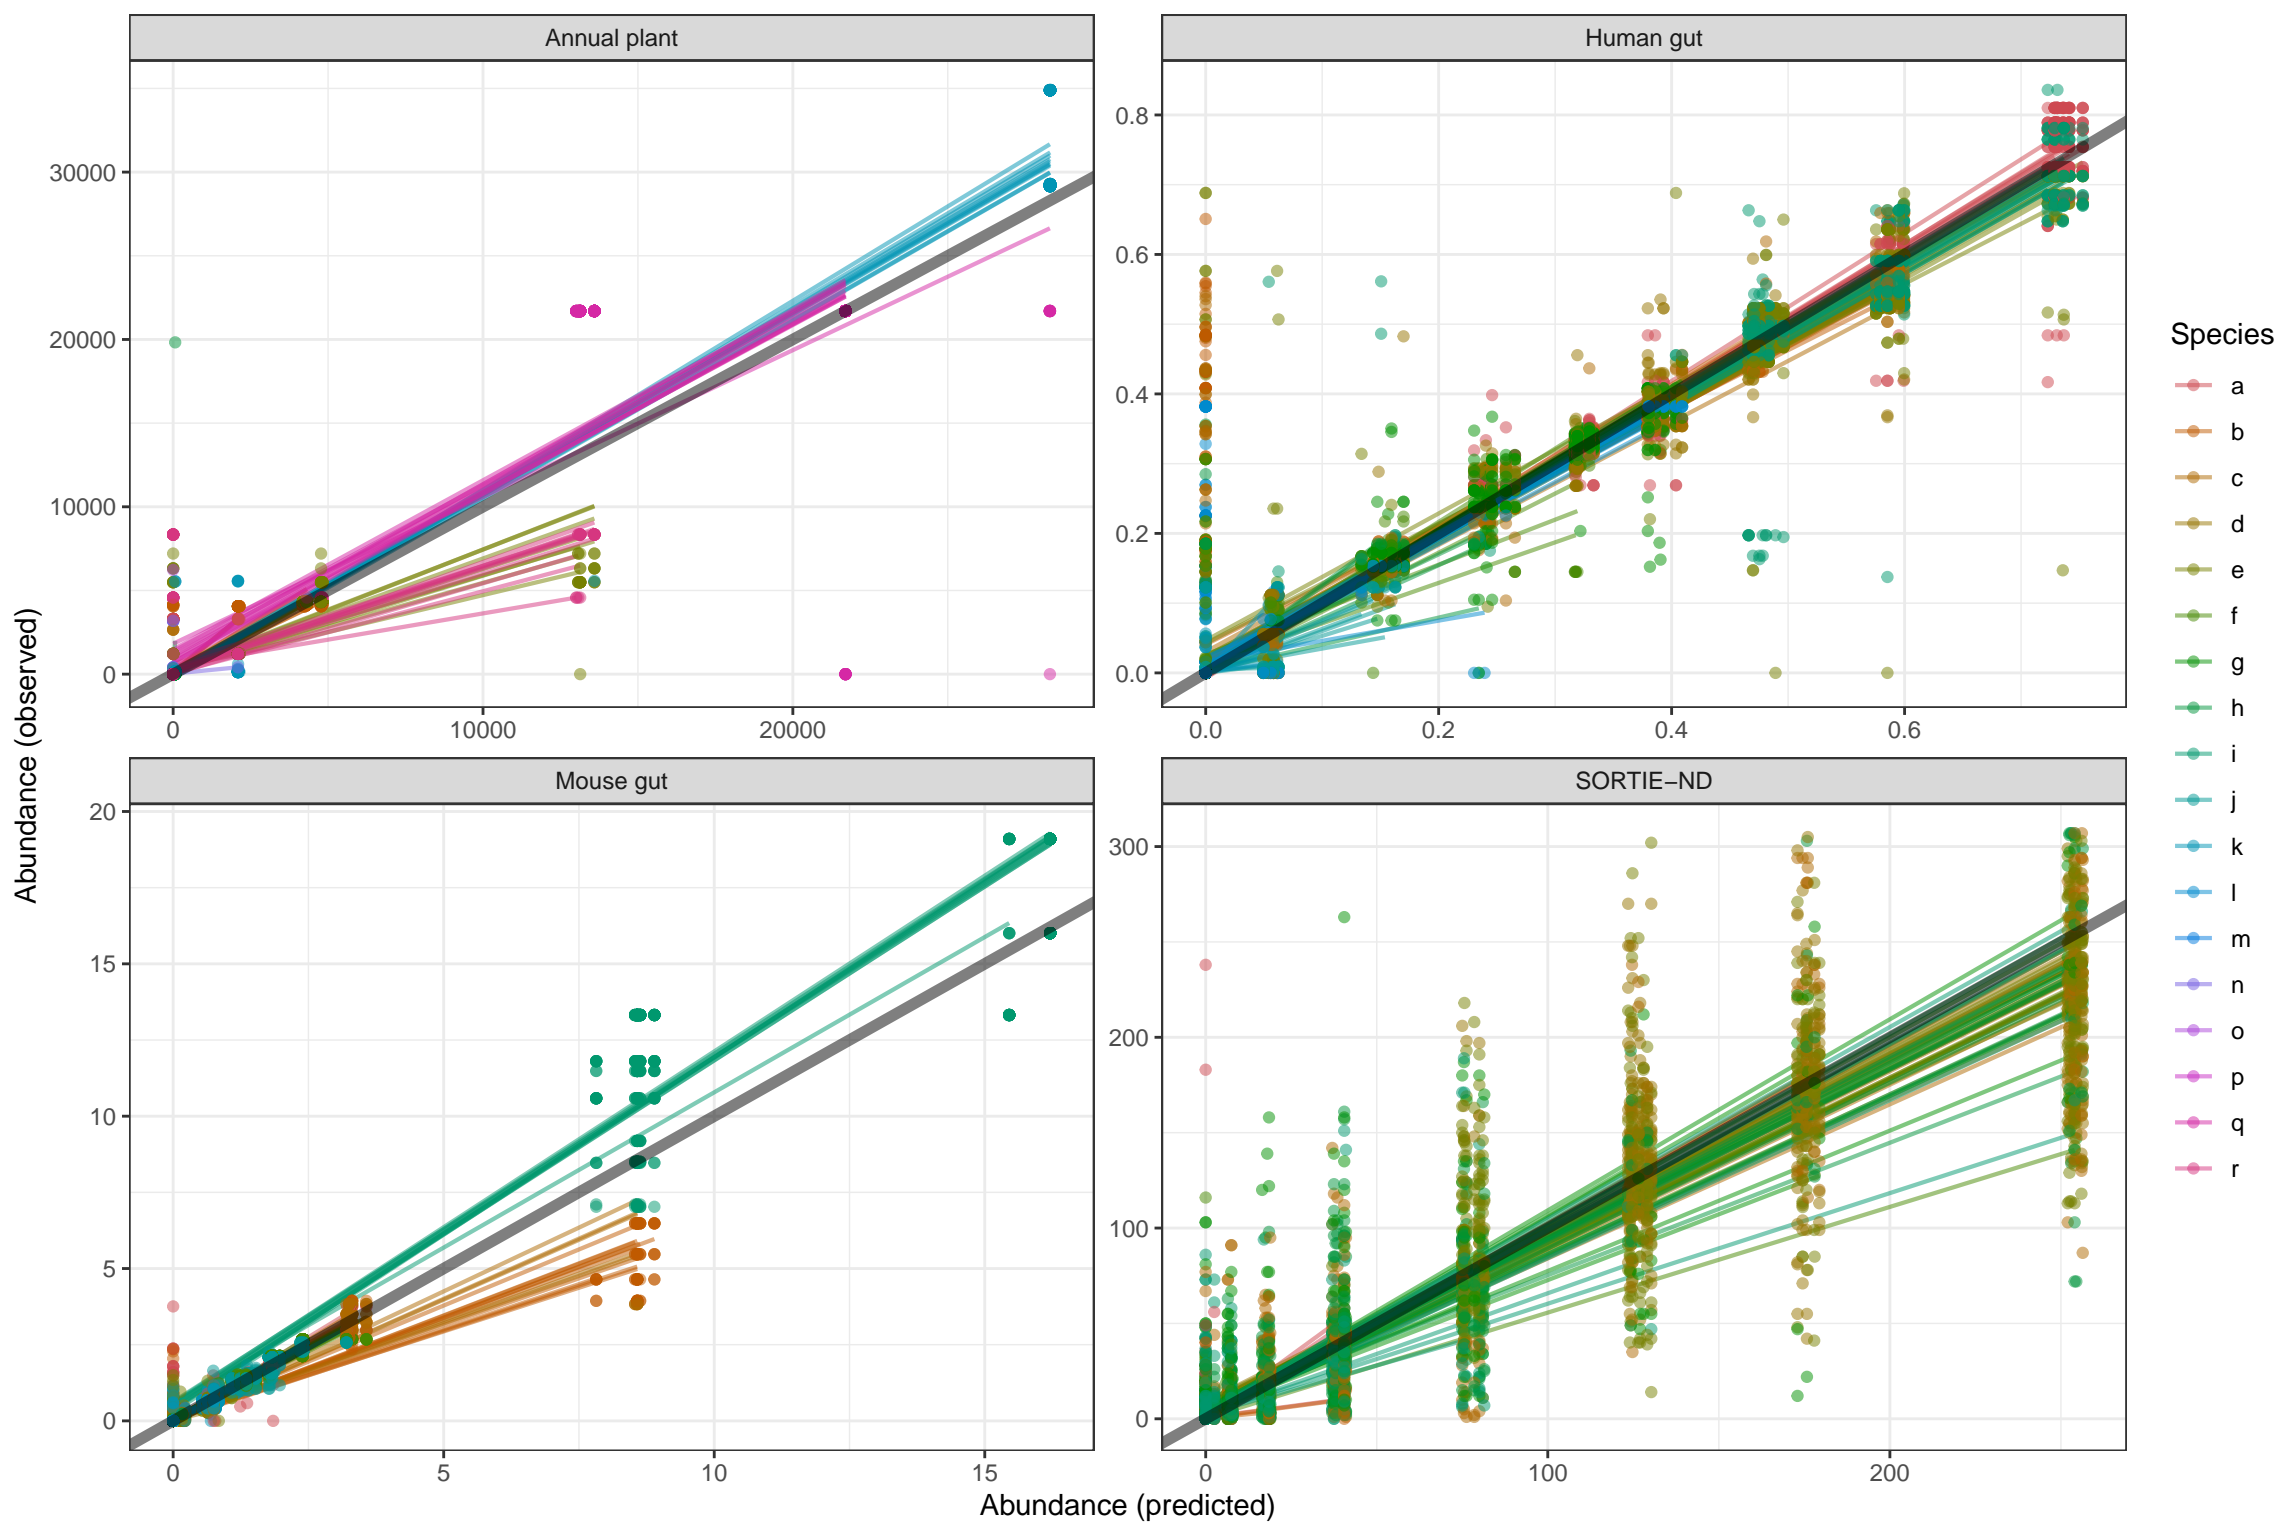 Annual plant
Human gut
30000
20000
10000
0
0 10000 20000
0.8
0.6
0.4
0.2
0.0
0.0 0.2 0.4 0.6
Mouse gut
SORTIE−ND
20
15
10
5
0
0 5 10 15
300
200
100
0
0 100 200
Abundance (observed)
Abundance (predicted)
Species
a
b
c
d
e
f
g
h
i
j
k
l
m
n
o
p
q
r